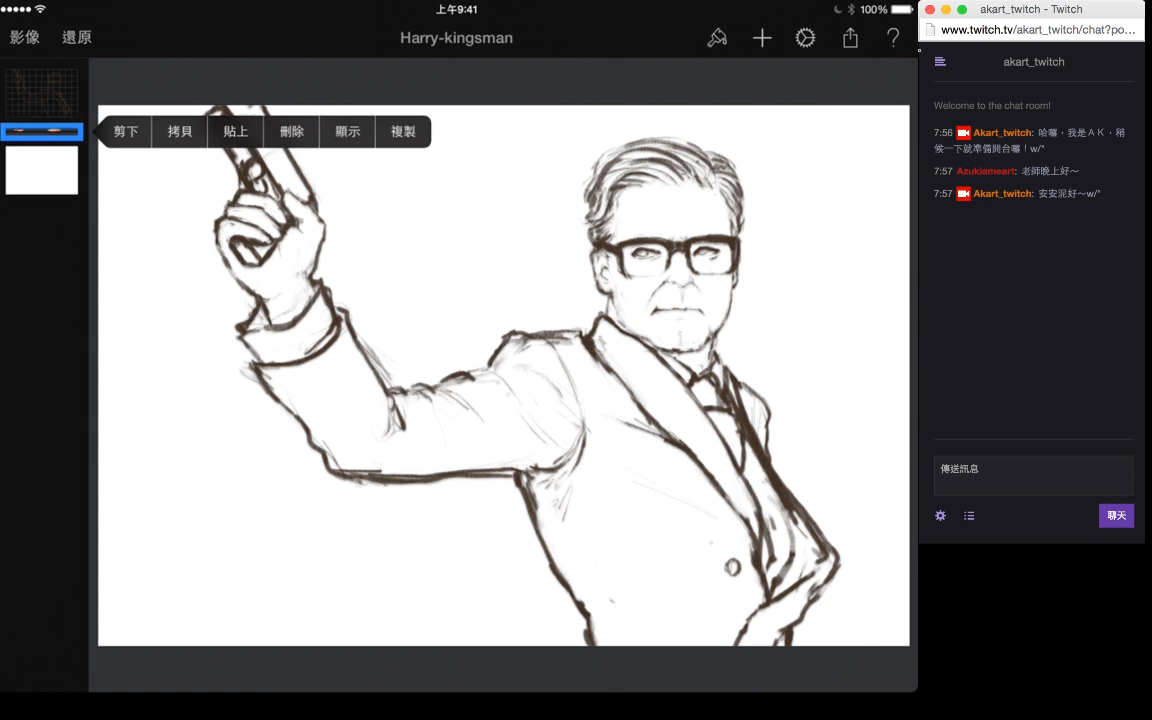 上午9:41
100%
影像 還原
Harry-kingsman
?
剪下 拷貝 貼上 刪除 顯示 複製
akart_twitch - Twitch
www.twitch.tv/akart_twitch/chat?po...
akart_twitch
Welcome to the chat room!
7:56 Akart_twitch: 哈囉，我是ＡＫ，稍
候一下就準備開台囉！w/"
7:57 Azukiameart: 老師晚上好～
7:57 Akart_twitch: 安安泥好～w/"
傳送訊息
聊天